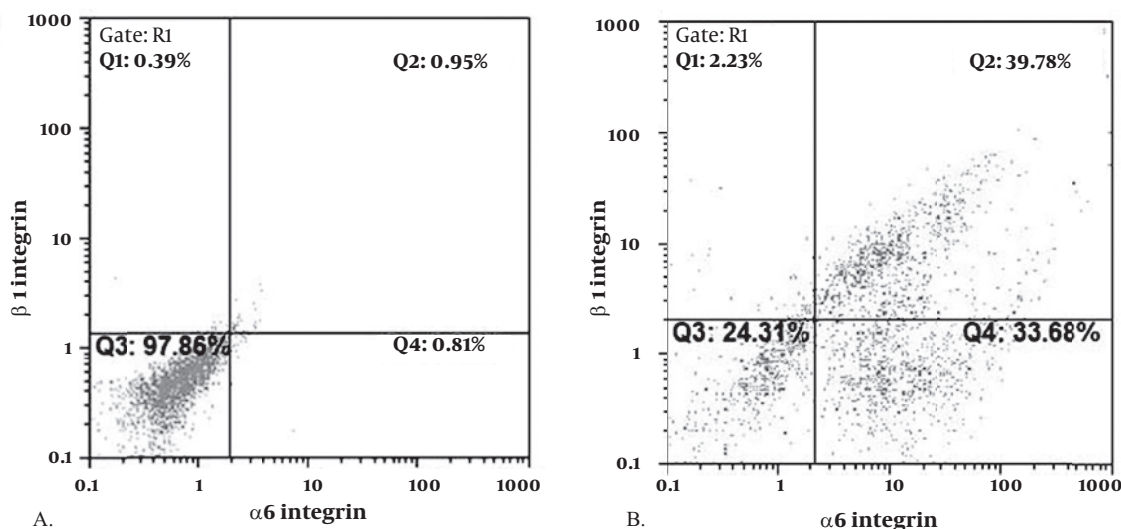 Gate: R1
Q1: 0.39%
Q2: 0.95%
Q3: 97.86%
Q4: 0.81%
1000
100
10
1
0.1
β 1 integrin
0.1
1
10
100
1000
α6 integrin
A.
Gate: R1
Q1: 2.23%
Q2: 39.78%
Q3: 24.31%
Q4: 33.68%
1000
100
10
1
0.1
β 1 integrin
0.1
1
10
100
1000
α6 integrin
B.